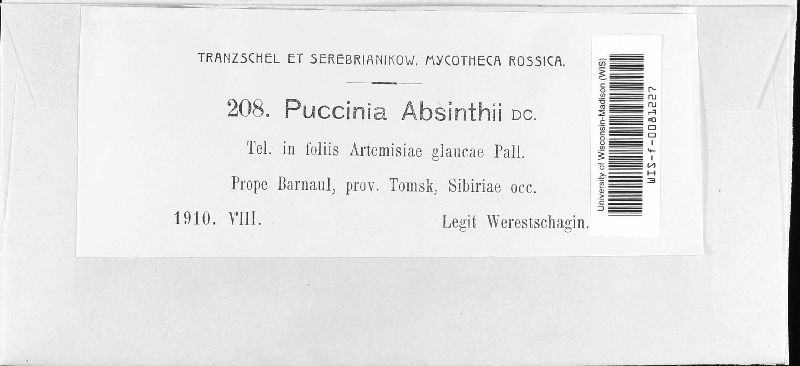 TRANZSCHEL ET SEREBRIANIKOW, MYCOTHECA ROSSICA.
208. Puccinia Absinthii DC.
Tel. in foliis Artemisiae glaucae Pall.
Prope Barnaul, prov. Tomsk, Sibiriae occ.
1910. VIII. Legit Werestschagin.
University of Wisconsin-Madison (WIS)
WIS-f-0081227